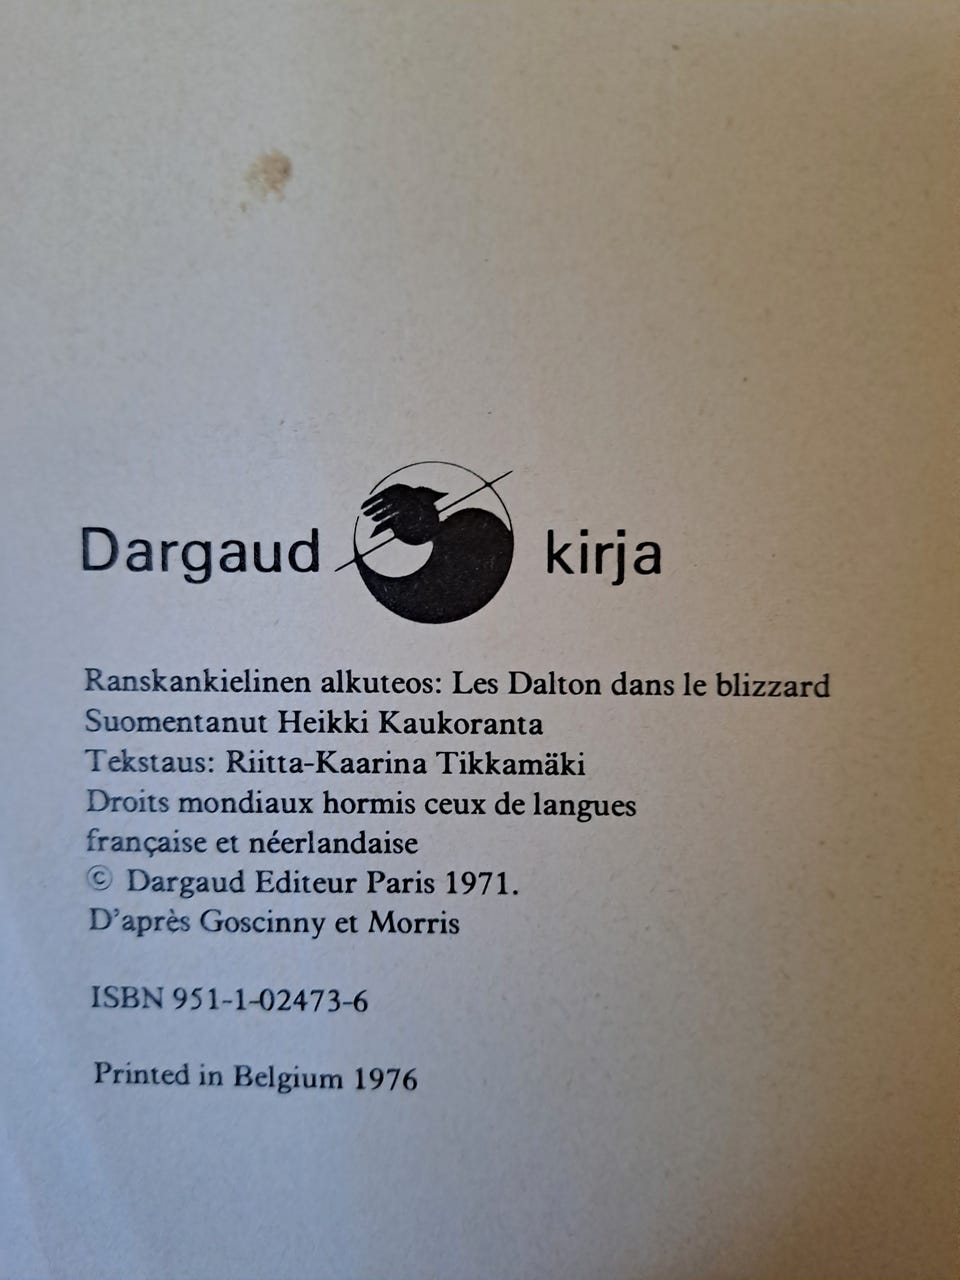 Dargaud kirja
Ranskankielinen alkuteos: Les Dalton dans le blizzard
Suomentanut Heikki Kaukoranta
Tekstaus: Riitta-Kaarina Tikkamäki
Droits mondiaux hormis ceux de langues
française et néerlandaise
© Dargaud Editeur Paris 1971.
D'après Goscinny et Morris
ISBN 951-1-02473-6
Printed in Belgium 1976